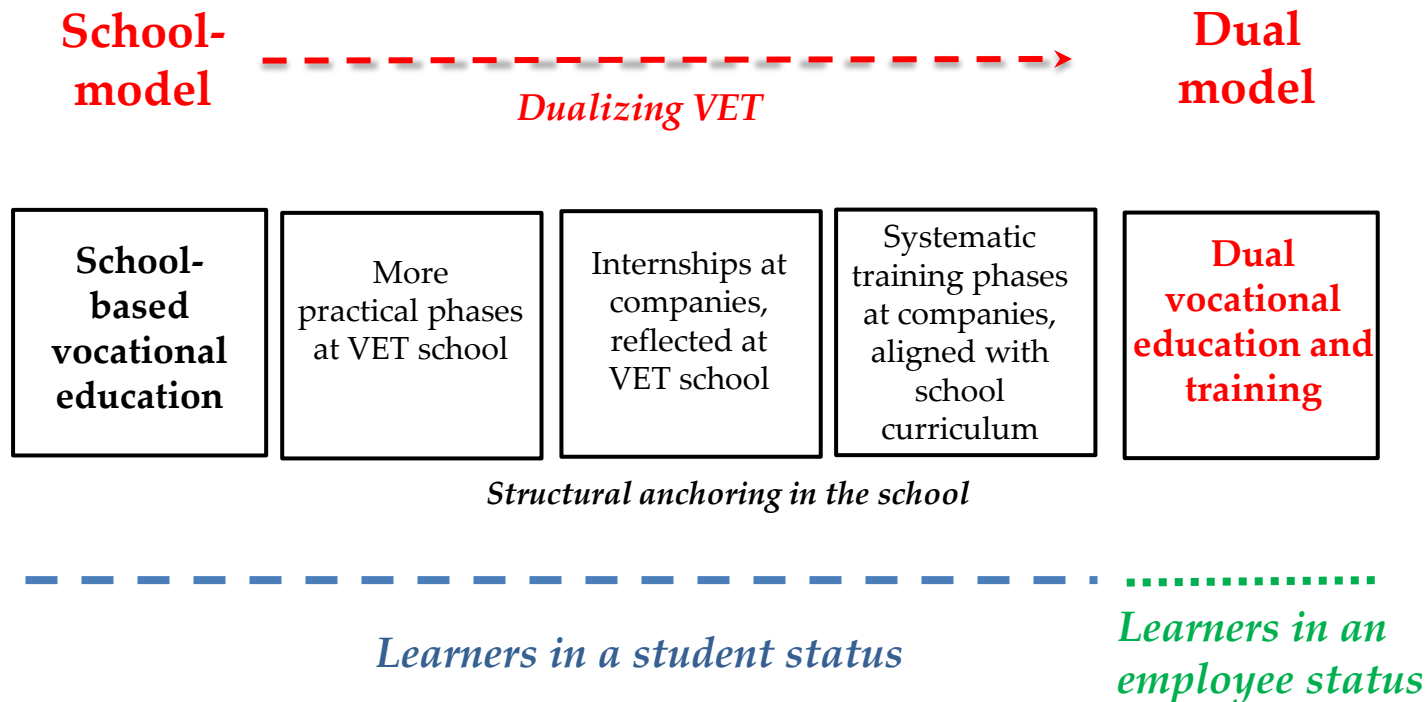 School-
model
Dualizing VET
Dual
model
School-
based
vocational
education
More
practical phases
at VET school
Internships at
companies,
reflected at
VET school
Systematic
training phases
at companies,
aligned with
school
curriculum
Dual
vocational
education and
training
Structural anchoring in the school
Learners in a student status
Learners in an
employee status